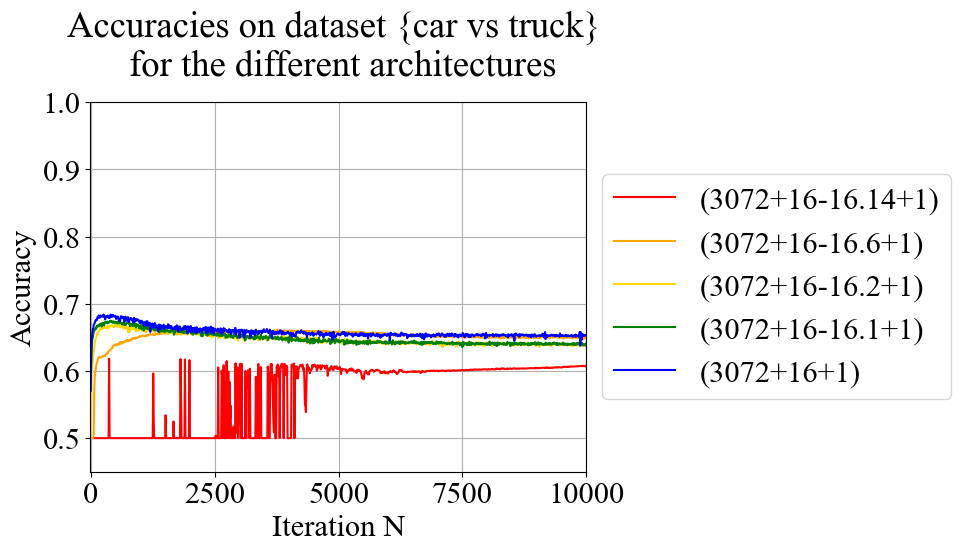 Accuracies on dataset {car vs truck}
for the different architectures
1.0
0.9
0.8
0.7
0.6
0.5
Accuracy
0 2500 5000 7500 10000
Iteration N
(3072+16-16.14+1)
(3072+16-16.6+1)
(3072+16-16.2+1)
(3072+16-16.1+1)
(3072+16+1)